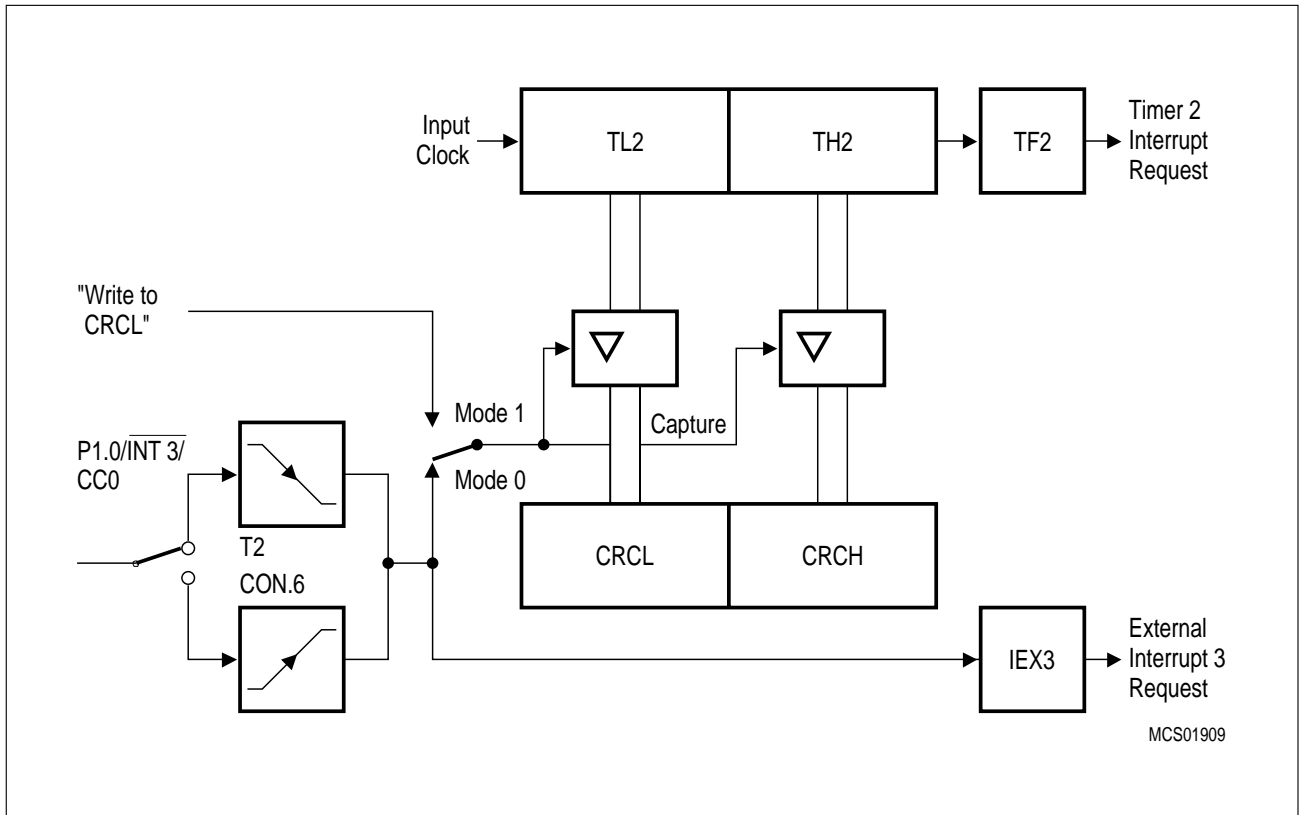 Input
Clock
TL2
TH2
TF2
Timer 2
Interrupt
Request
"Write to
CRCL"
Mode 1
Capture
P1.0/INT 3/
CC0
Mode 0
T2
CON.6
CRCL
CRCH
IEX3
External
Interrupt 3
Request
MCS01909